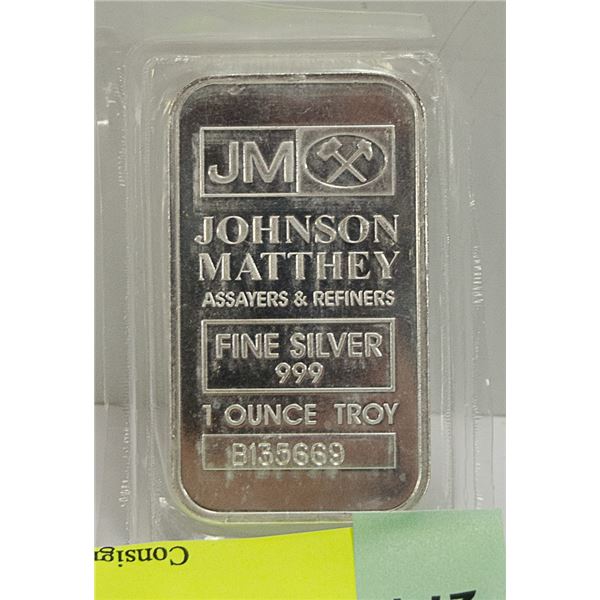 JM
JOHNSON
MATTHEY
ASSAYERS & REFINERS
FINE SILVER
999
1 OUNCE TROY
B135669